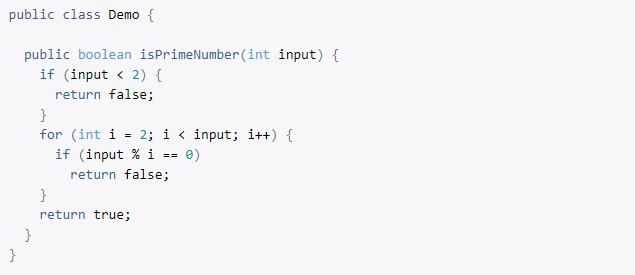 public class Demo {
  public boolean isPrimeNumber(int input) {
    if (input < 2) {
      return false;
    }
    for (int i = 2; i < input; i++) {
      if (input % i == 0)
        return false;
    }
    return true;
  }
}